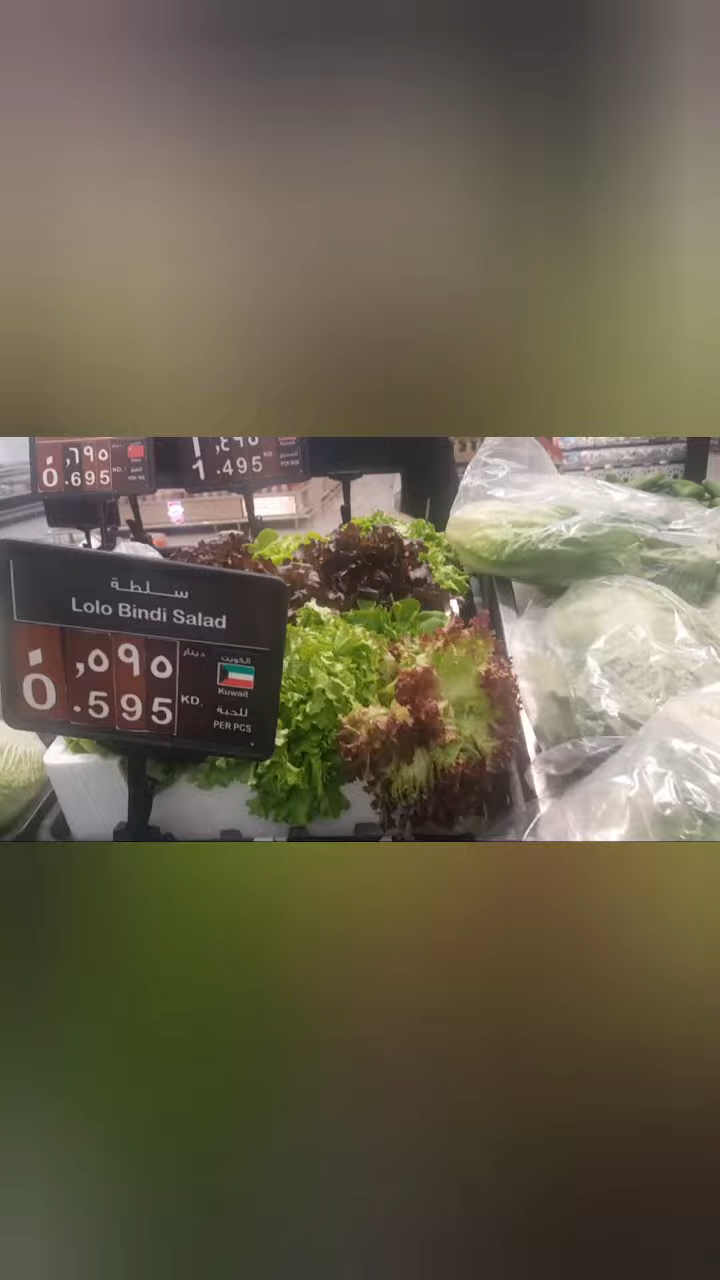 ٠,٦٩٥
0.695
KD.
١,٤٩٥
1.495
PER BOX
سلطة
Lolo Bindi Salad
٠,٥٩٥
دينار
الكويت
Kuwait
0.595
KD.
للحبة
PER PCS